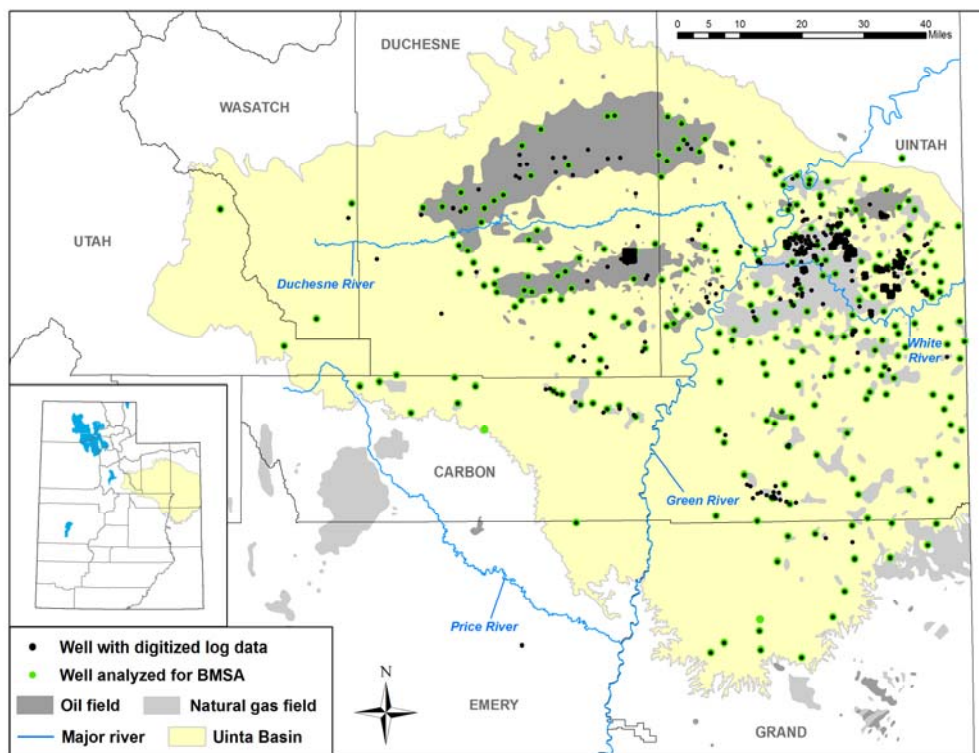 DUCHESNE
0 10 20 30 40
Miles
WASATCH
UINTAH
UTAH
Duchesne River
White
River
CARBON
Green River
Price River
N
EMERY
GRAND
Well with digitized log data
Well analyzed for BMSA
Oil field
Natural gas field
Major river
Uinta Basin